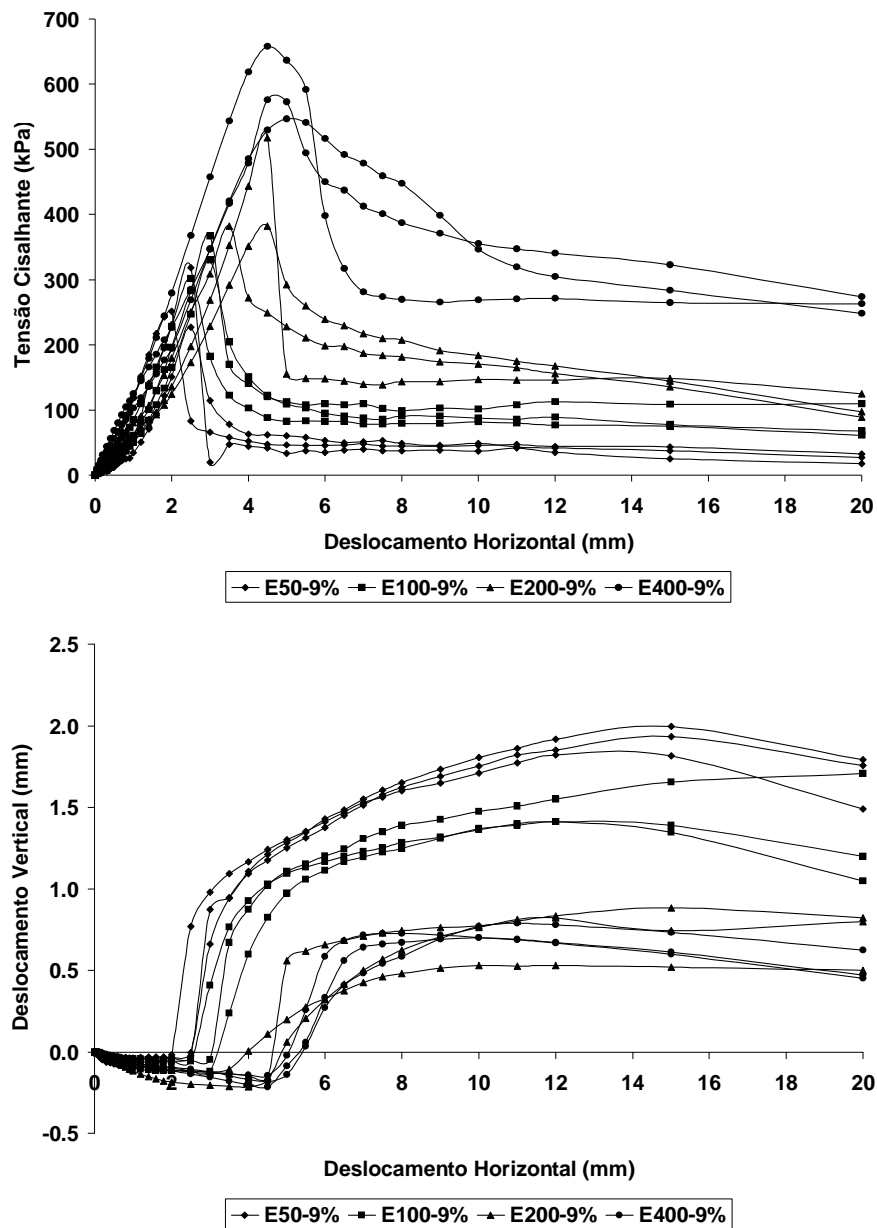 700
600
500
400
300
200
100
0
Tensão Cisalhante (kPa)
0 2 4 6 8 10 12 14 16 18 20
Deslocamento Horizontal (mm)
E50-9% E100-9% E200-9% E400-9%
2.5
2.0
1.5
1.0
0.5
0.0
-0.5
Deslocamento Vertical (mm)
0 2 4 6 8 10 12 14 16 18 20
Deslocamento Horizontal (mm)
E50-9% E100-9% E200-9% E400-9%